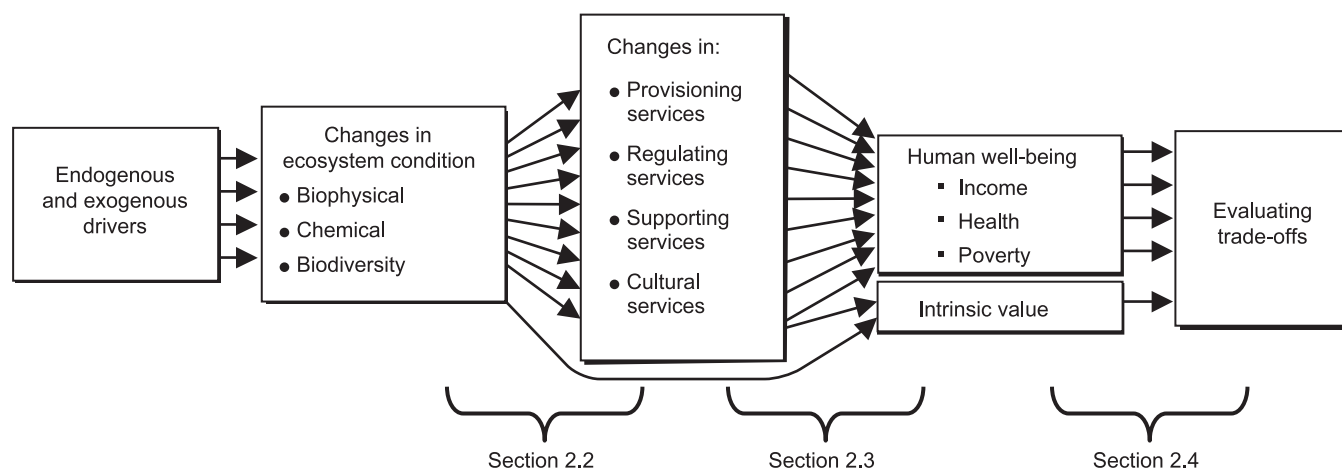 Endogenous
and exogenous
drivers
Changes in
ecosystem condition
● Biophysical
● Chemical
● Biodiversity
Changes in:
● Provisioning
services
● Regulating
services
● Supporting
services
● Cultural
services
Human well-being
▪ Income
▪ Health
▪ Poverty
Intrinsic value
Evaluating
trade-offs
Section 2.2
Section 2.3
Section 2.4